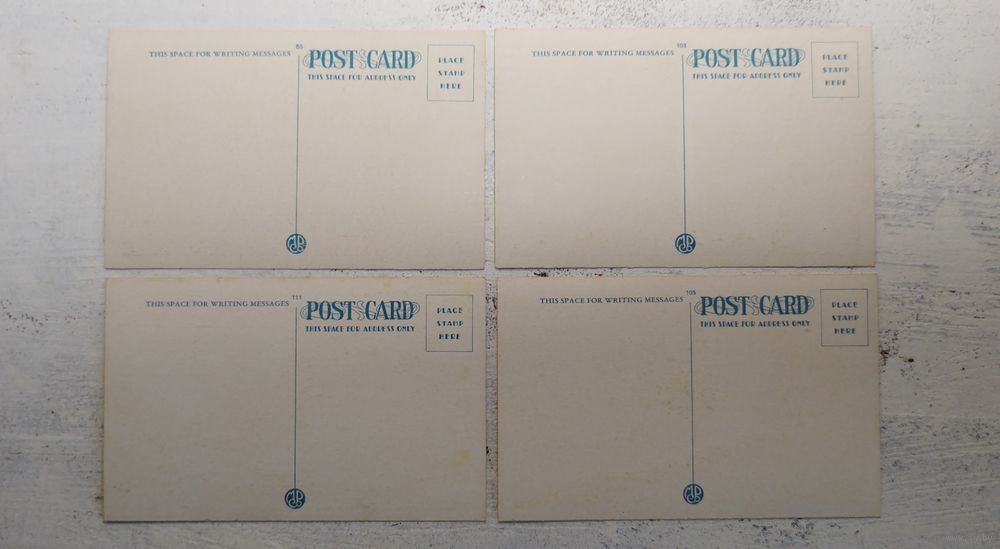 THIS SPACE FOR WRITING MESSAGES
85
POST CARD
THIS SPACE FOR ADDRESS ONLY
PLACE
STAMP
HERE
THIS SPACE FOR WRITING MESSAGES
POST CARD
THIS SPACE FOR ADDRESS ONLY
PLACE
STAMP
HERE
THIS SPACE FOR WRITING MESSAGES
111
POST CARD
THIS SPACE FOR ADDRESS ONLY
PLACE
STAMP
HERE
THIS SPACE FOR WRITING MESSAGES
105
POST CARD
THIS SPACE FOR ADDRESS ONLY
PLACE
STAMP
HERE